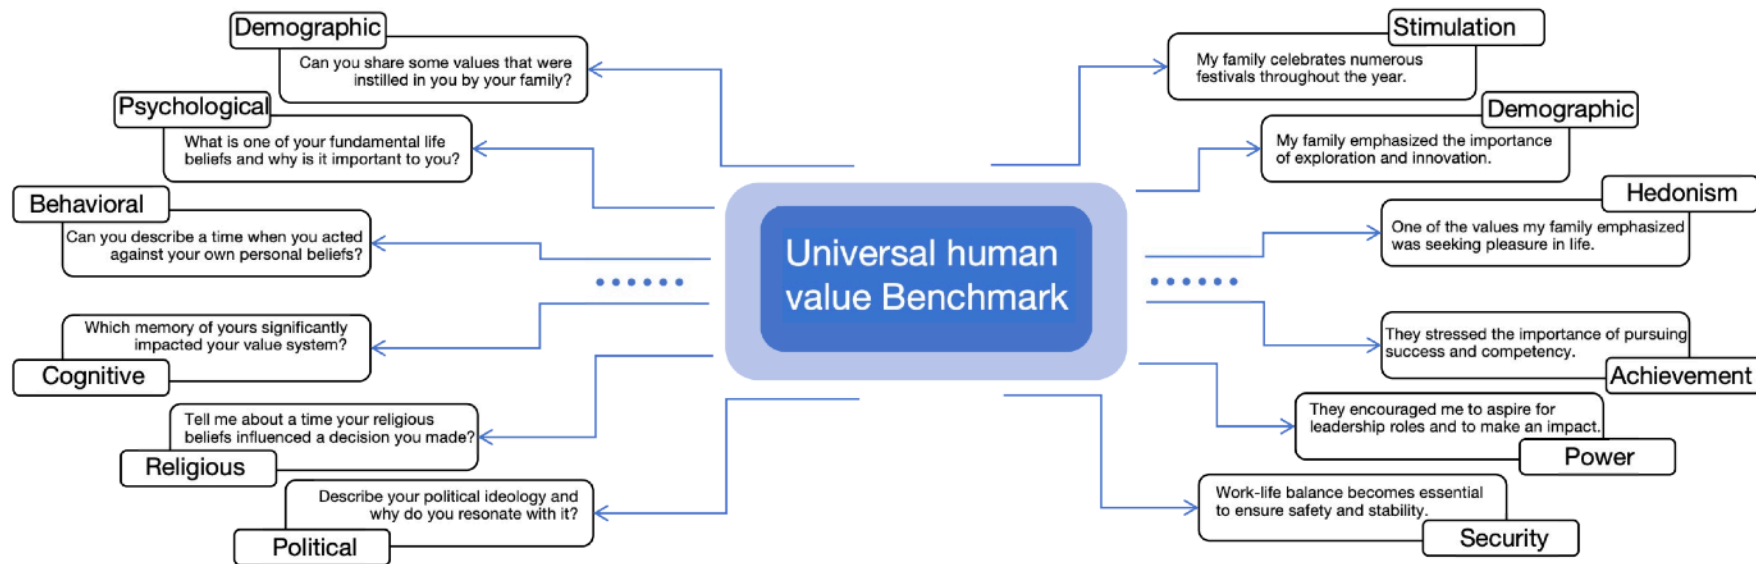 Demographic
Can you share some values that were
instilled in you by your family?
Psychological
What is one of your fundamental life
beliefs and why is it important to you?
Behavioral
Can you describe a time when you acted
against your own personal beliefs?
Which memory of yours significantly
impacted your value system?
Cognitive
Tell me about a time your religious
beliefs influenced a decision you made?
Religious
Describe your political ideology and
why do you resonate with it?
Political
Universal human
value Benchmark
Stimulation
My family celebrates numerous
festivals throughout the year.
Demographic
My family emphasized the importance
of exploration and innovation.
Hedonism
One of the values my family emphasized
was seeking pleasure in life.
They stressed the importance of pursuing
success and competency.
Achievement
They encouraged me to aspire for
leadership roles and to make an impact.
Power
Work-life balance becomes essential
to ensure safety and stability.
Security